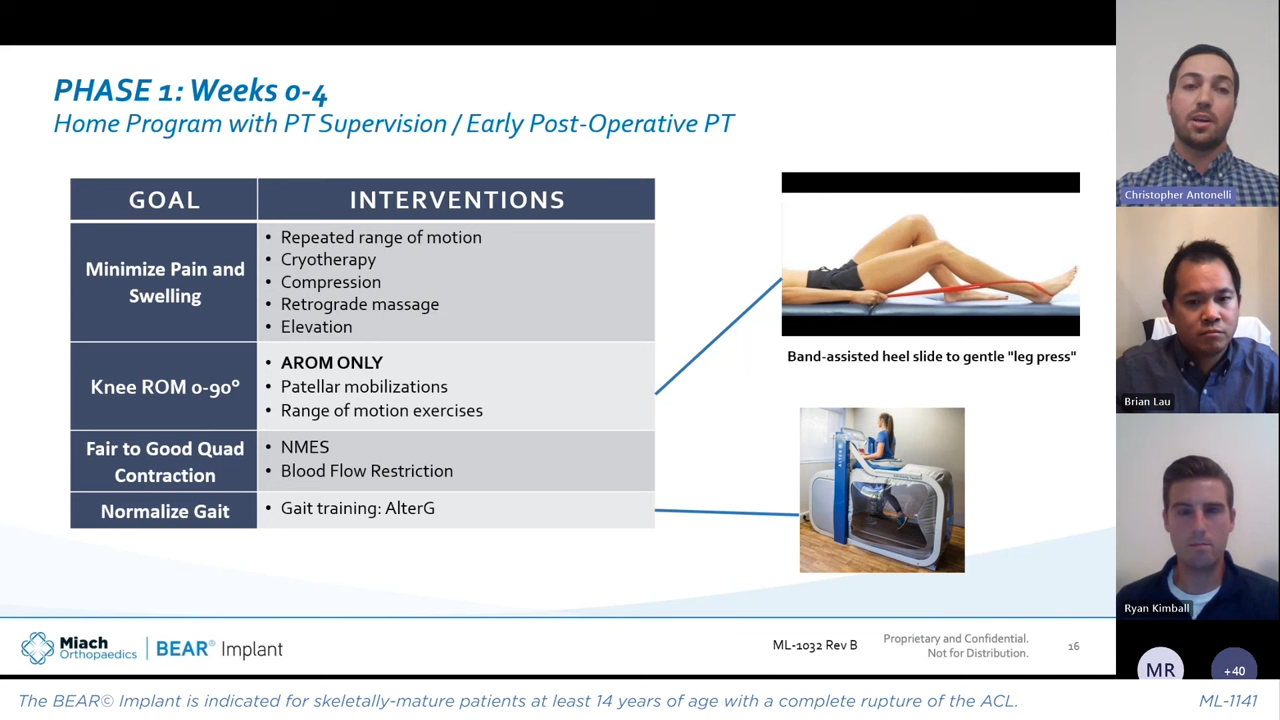 PHASE 1: Weeks 0-4
Home Program with PT Supervision / Early Post-Operative PT
GOAL
INTERVENTIONS
Minimize Pain and
Swelling
• Repeated range of motion
• Cryotherapy
• Compression
• Retrograde massage
• Elevation
Knee ROM 0-90°
• AROM ONLY
• Patellar mobilizations
• Range of motion exercises
Fair to Good Quad
Contraction
• NMES
• Blood Flow Restriction
Normalize Gait
• Gait training: AlterG
Band-assisted heel slide to gentle "leg press"
Christopher Antonelli
Brian Lau
Ryan Kimball
MR
+40
Miach
Orthopaedics
BEAR® Implant
ML-1032 Rev B
Proprietary and Confidential.
Not for Distribution.
16
The BEAR© Implant is indicated for skeletally-mature patients at least 14 years of age with a complete rupture of the ACL.
ML-1141